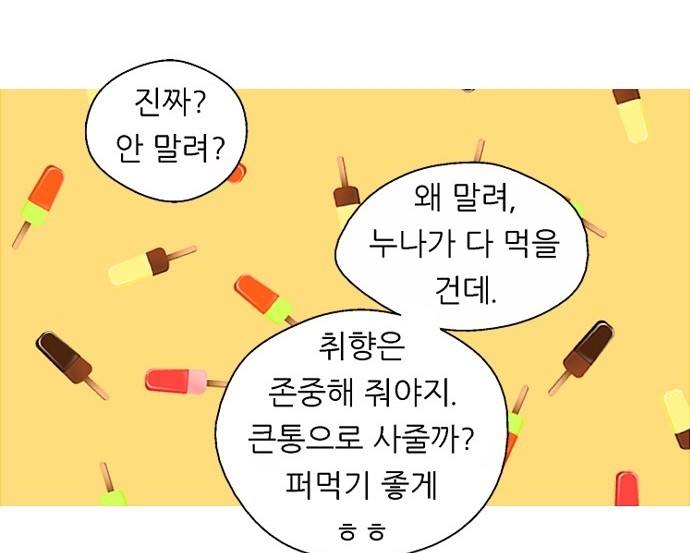 진짜?
안 말려?
왜 말려,
누나가 다 먹을
건데.
취향은
존중해 줘야지.
큰통으로 사줄까?
퍼먹기 좋게
ㅎㅎ